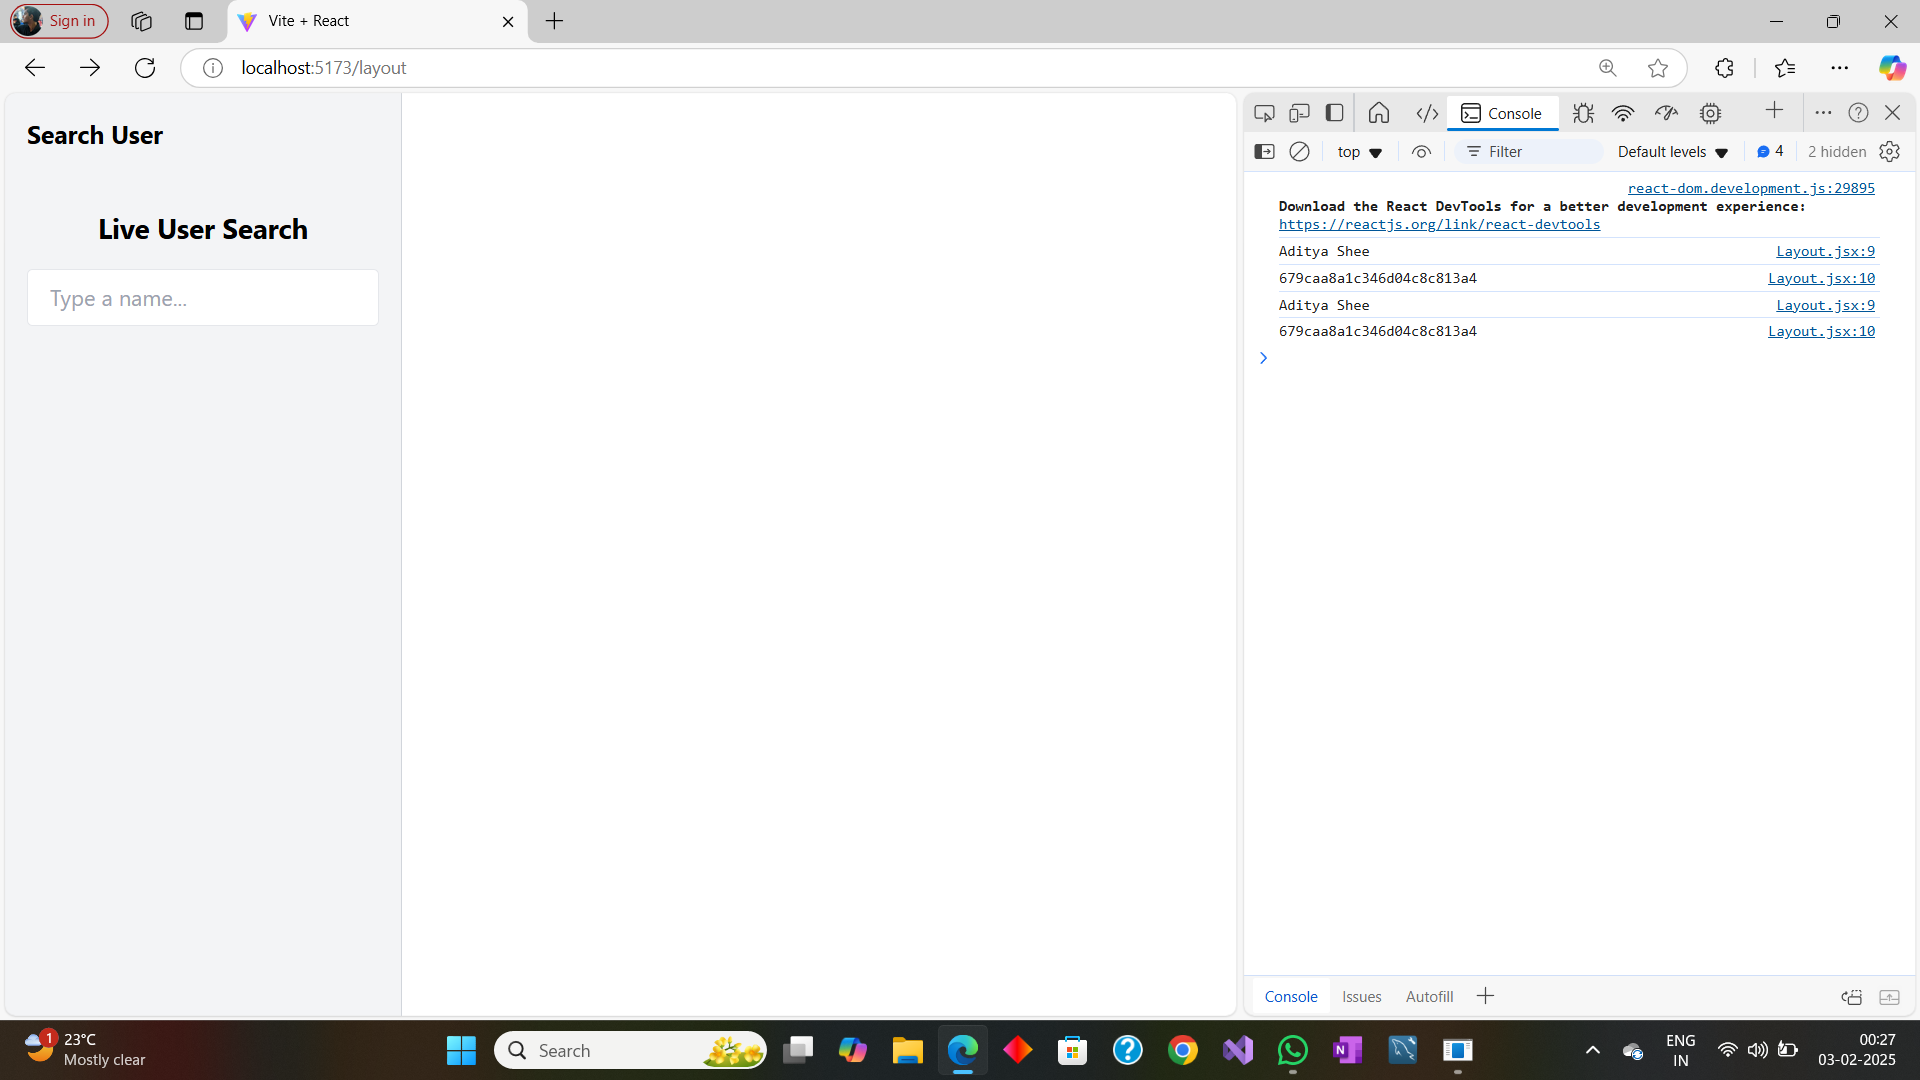 Sign in
Vite + React
localhost:5173/layout
Search User
Live User Search
Type a name...
Console
top
Filter
Default levels
4
2 hidden
react-dom.development.js:29895
Download the React DevTools for a better development experience:
https://reactjs.org/link/react-devtools
Aditya Shee Layout.jsx:9
679caa8a1c346d04c8c813a4 Layout.jsx:10
Aditya Shee Layout.jsx:9
679caa8a1c346d04c8c813a4 Layout.jsx:10
Console Issues Autofill
1
23°C
Mostly clear
Search
ENG
IN
00:27
03-02-2025